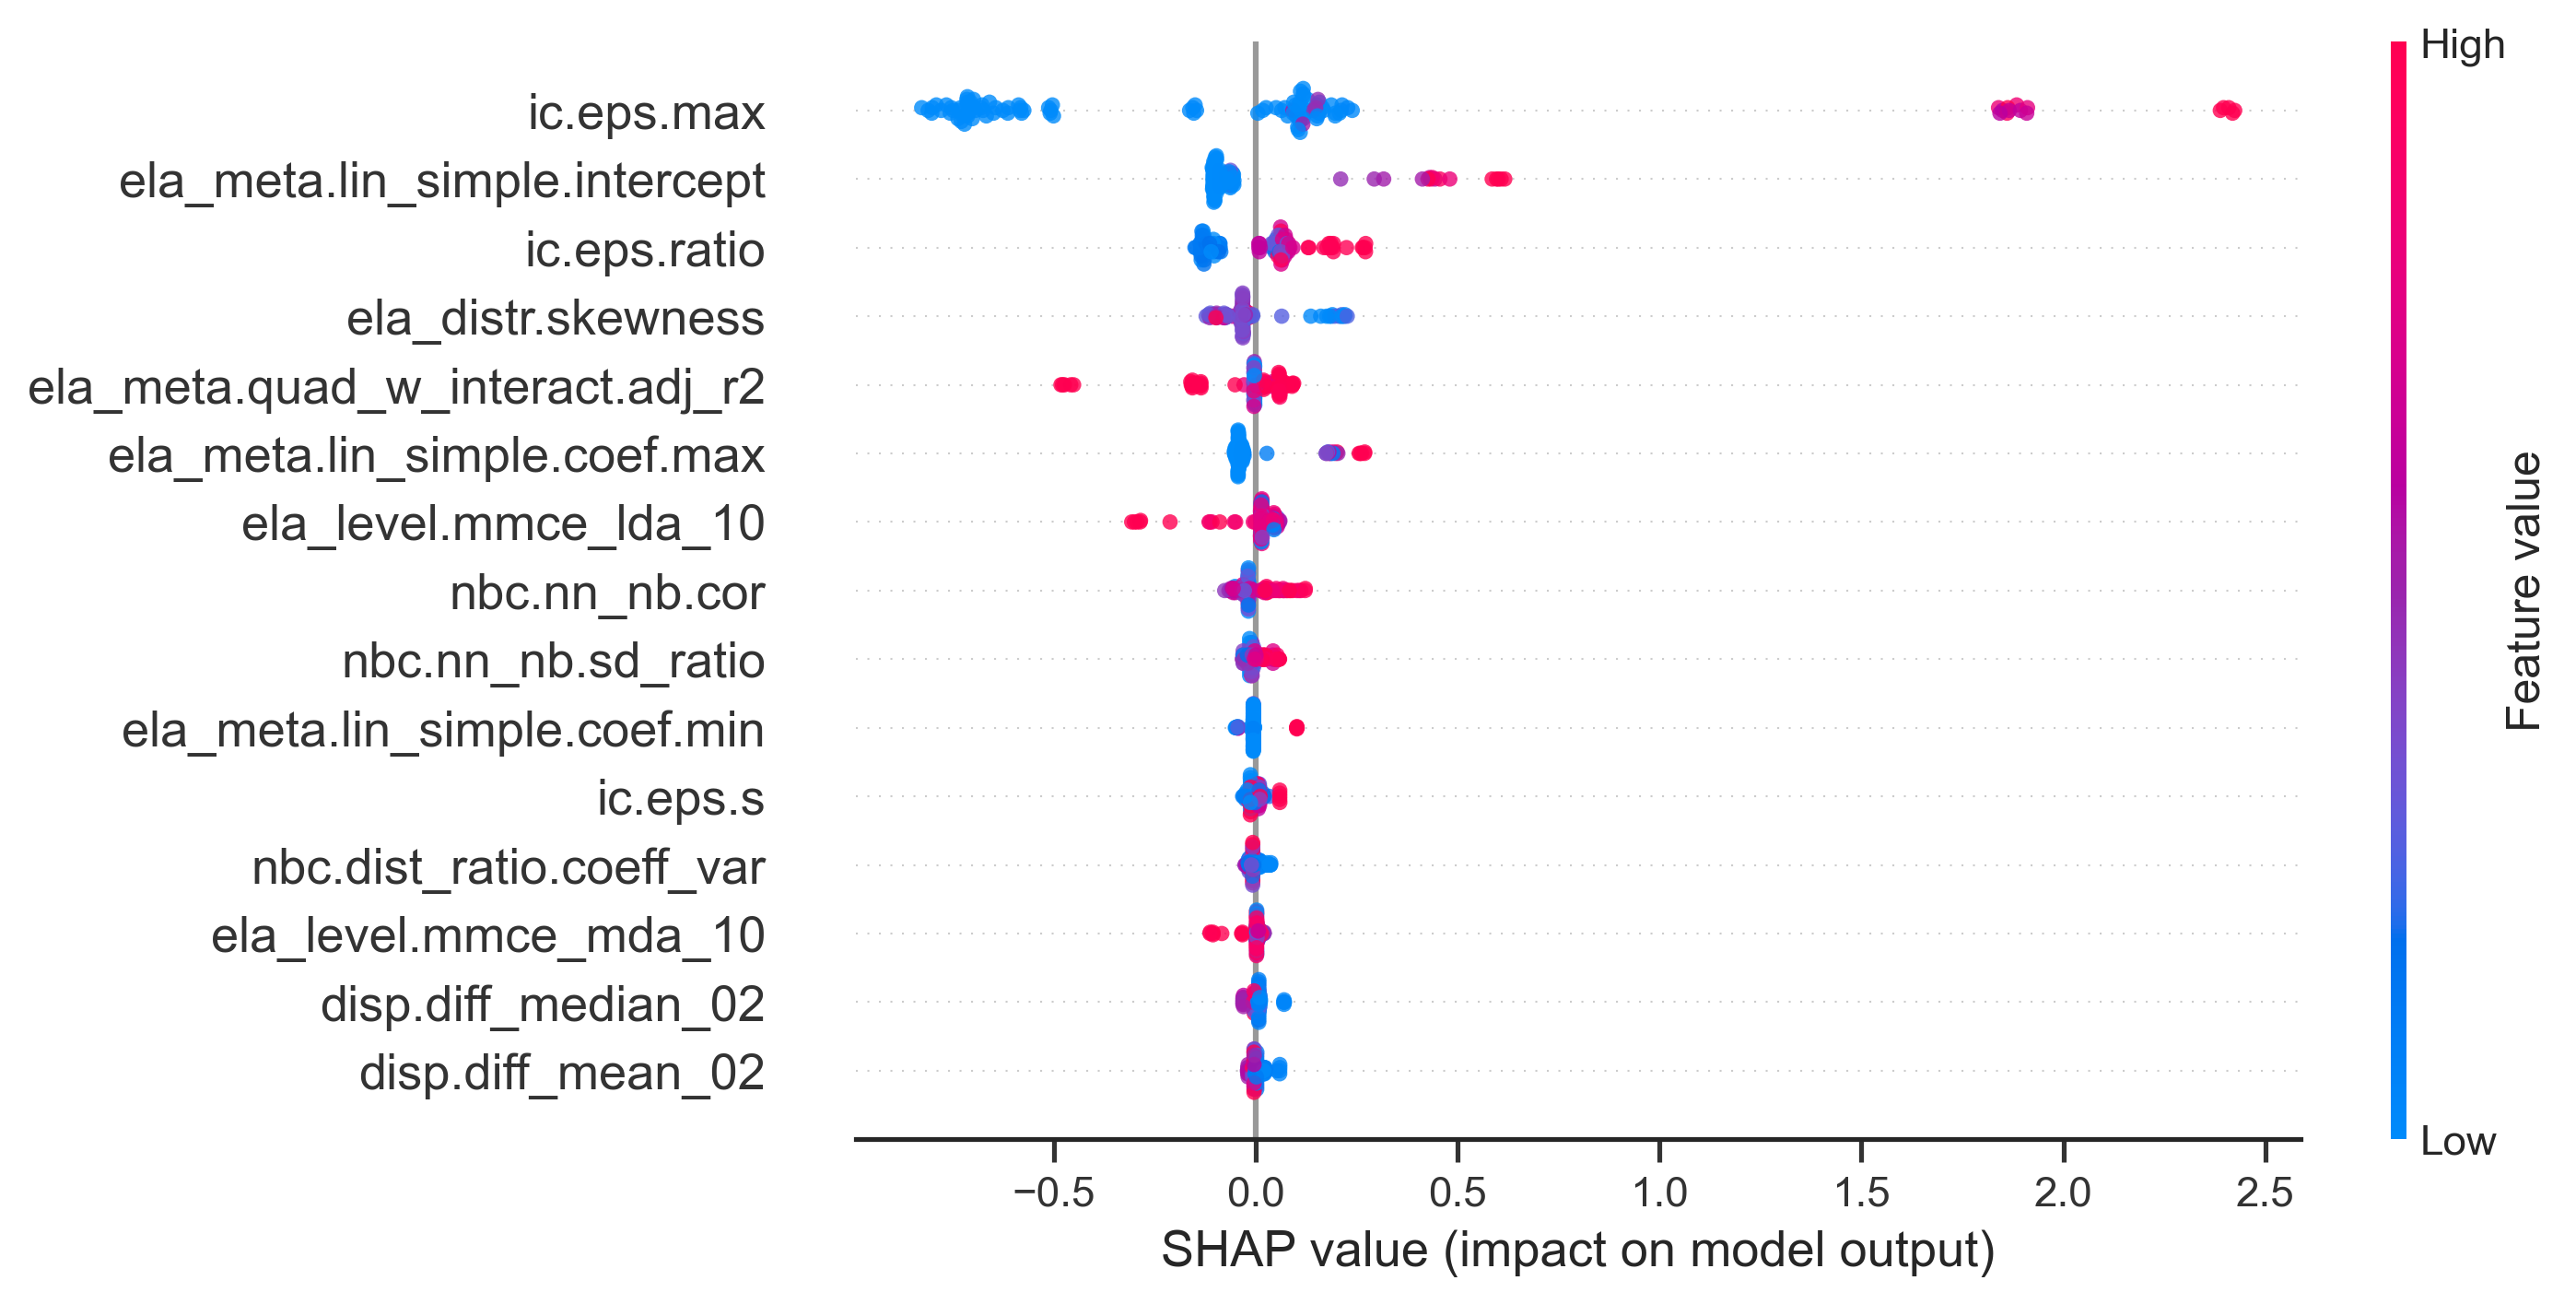 High
ic.eps.max
ela_meta.lin_simple.intercept
ic.eps.ratio
ela_distr.skewness
ela_meta.quad_w_interact.adj_r2
ela_meta.lin_simple.coef.max
ela_level.mmce_lda_10
nbc.nn_nb.cor
nbc.nn_nb.sd_ratio
ela_meta.lin_simple.coef.min
ic.eps.s
nbc.dist_ratio.coeff_var
ela_level.mmce_mda_10
disp.diff_median_02
disp.diff_mean_02
Feature value
Low
−0.5 0.0 0.5 1.0 1.5 2.0 2.5
SHAP value (impact on model output)